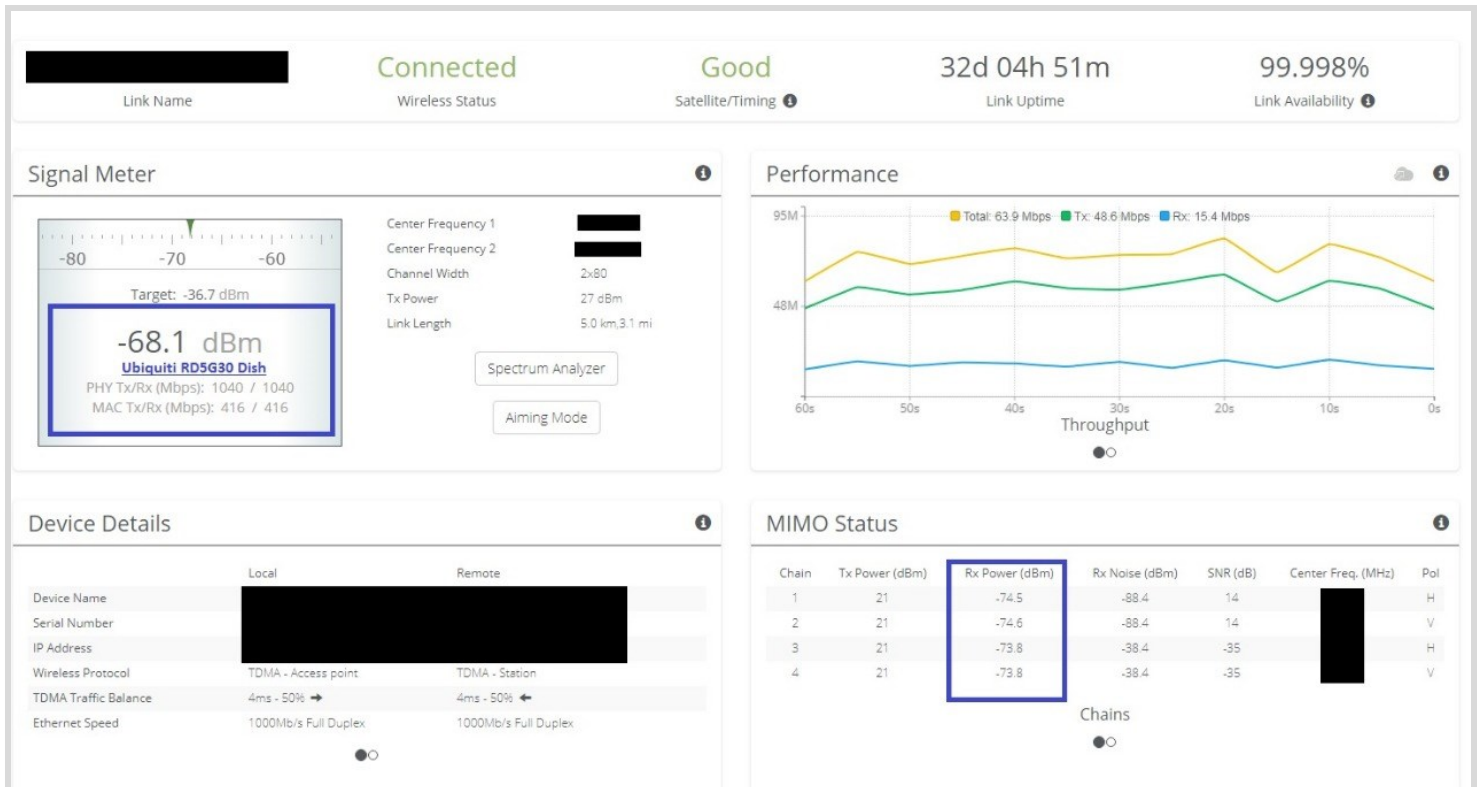 Connected Good 32d 04h 51m 99.998%
Link Name Wireless Status Satellite/Timing Link Uptime Link Availability
Signal Meter
-80 -70 -60
Target: -36.7 dBm
-68.1 dBm
Ubiquiti RD5G30 Dish
PHY Tx/Rx (Mbps): 1040 / 1040
MAC Tx/Rx (Mbps): 416 / 416
Center Frequency 1
Center Frequency 2
Channel Width 2x80
Tx Power 27 dBm
Link Length 5.0 km,3.1 mi
Spectrum Analyzer
Aiming Mode
Performance
95M Total: 63.9 Mbps Tx: 48.6 Mbps Rx: 15.4 Mbps
48M
60s 50s 40s 30s 20s 10s 0s
Throughput
Device Details
Local Remote
Device Name
Serial Number
IP Address
Wireless Protocol TDMA - Access point TDMA - Station
TDMA Traffic Balance 4ms - 50% ➔ 4ms - 50% ←
Ethernet Speed 1000Mb/s Full Duplex 1000Mb/s Full Duplex
MIMO Status
Chain Tx Power (dBm) Rx Power (dBm) Rx Noise (dBm) SNR (dB) Center Freq. (MHz) Pol
1 21 -74.5 -88.4 14 H
2 21 -74.6 -88.4 14 V
3 21 -73.8 -38.4 -35 H
4 21 -73.8 -38.4 -35 V
Chains